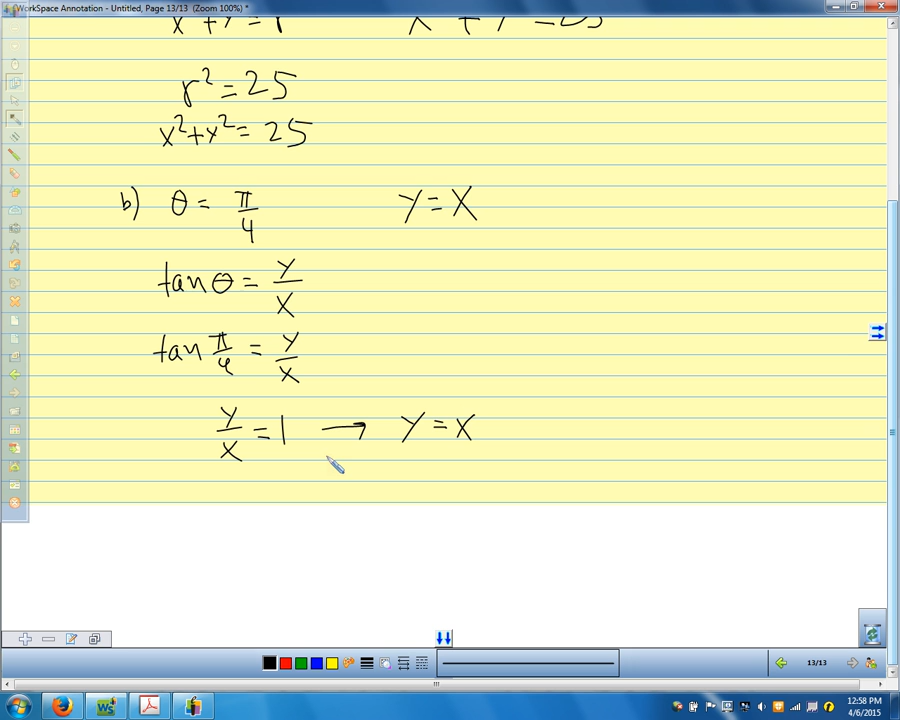 WorkSpace Annotation - Untitled, Page 13/13 (Zoom 100%) *
r² = 25
x²+y² = 25
b) θ = π/4 y = x
tan θ = y/x
tan π/4 = y/x
y/x = 1 → y = x
13/13
12:58 PM
4/6/2015